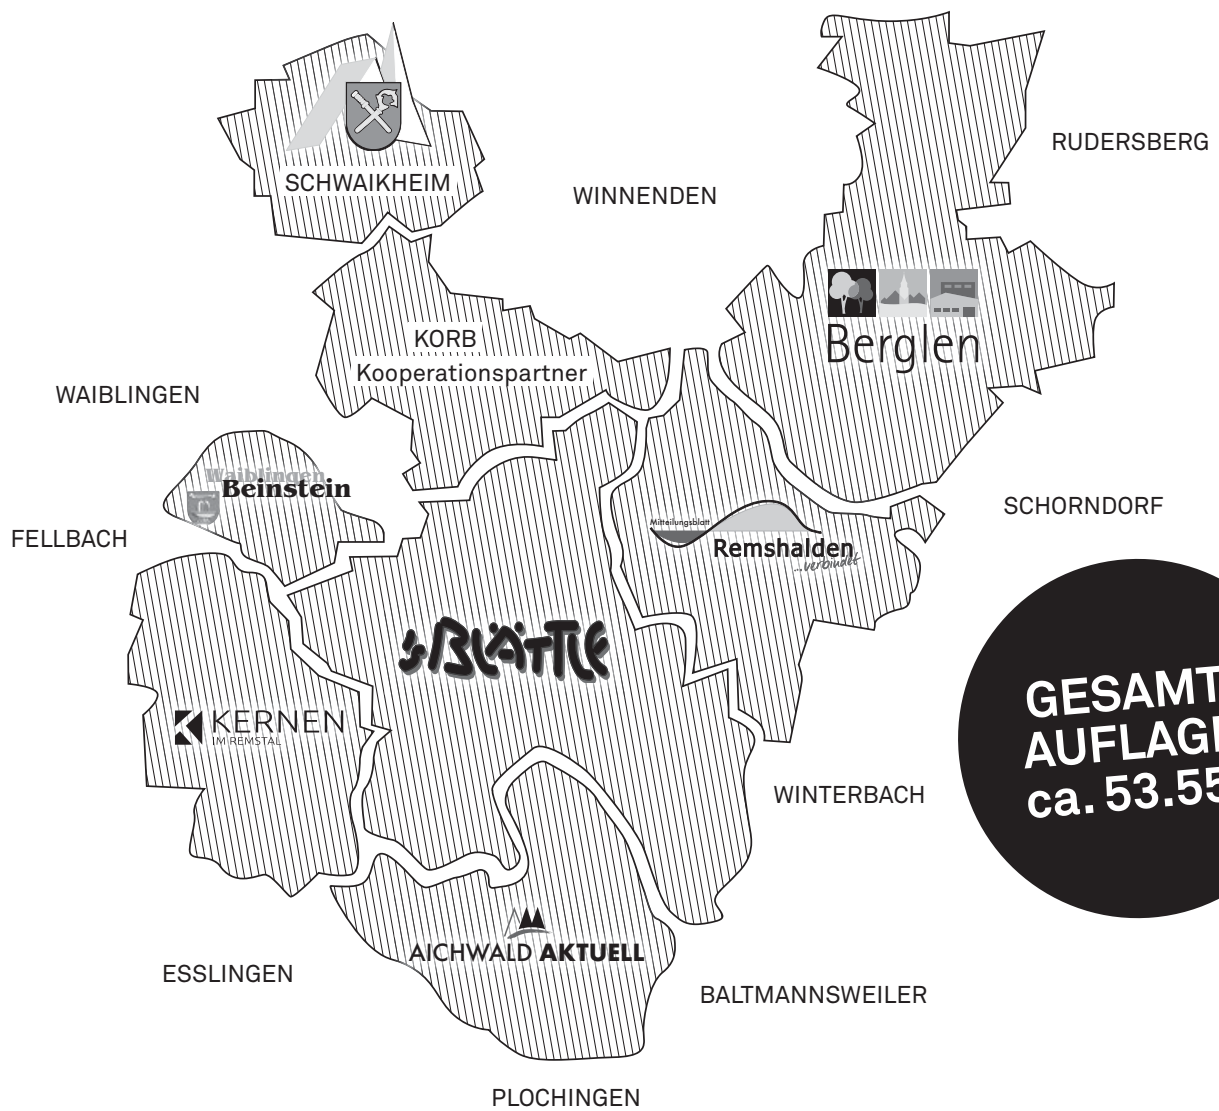 RUDERSBERG
SCHWAIKHEIM
WINNENDEN
KORB
Kooperationspartner
Berglen
WAIBLINGEN
Waiblingen
Beinstein
SCHORNDORF
FELLBACH
Mitteilungsblatt
Remshalden
...verbindet
's BLÄTTLE
KERNEN
IM REMSTAL
GESAMT
AUFLAG
ca. 53.55
WINTERBACH
AICHWALD AKTUELL
ESSLINGEN
BALTMANNSWEILER
PLOCHINGEN